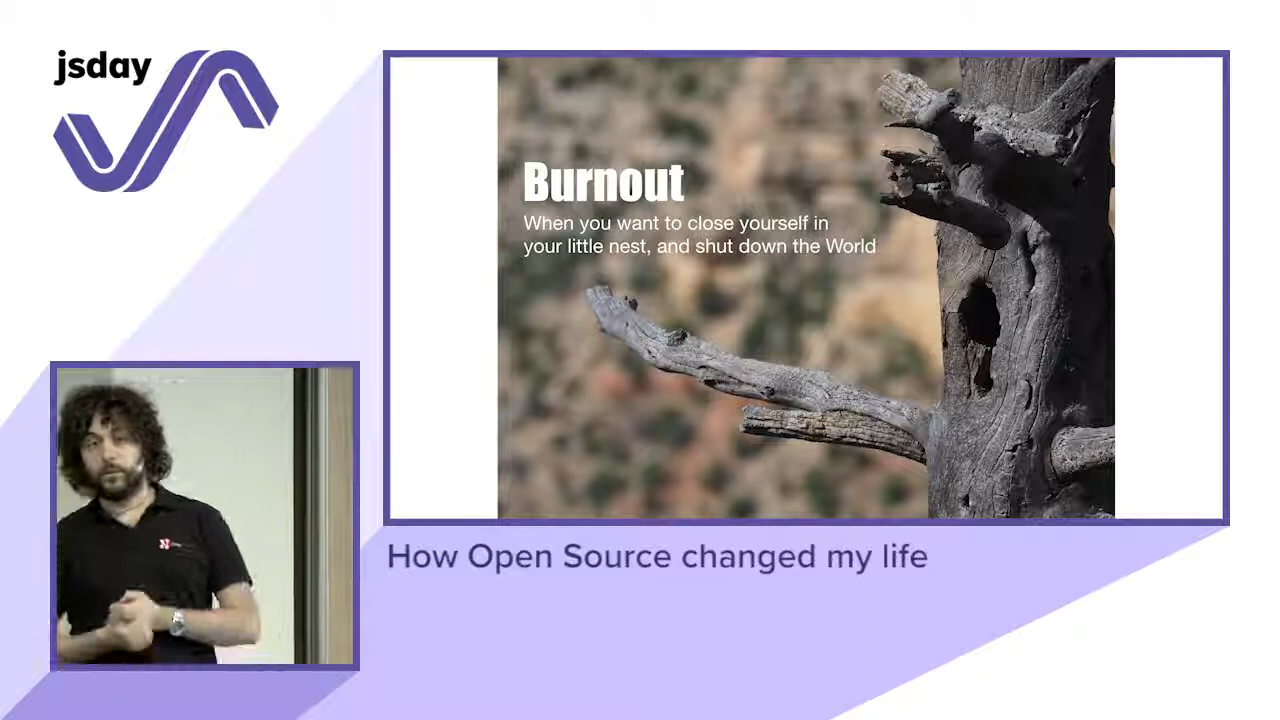 jsday
Burnout
When you want to close yourself in
your little nest, and shut down the World
How Open Source changed my life